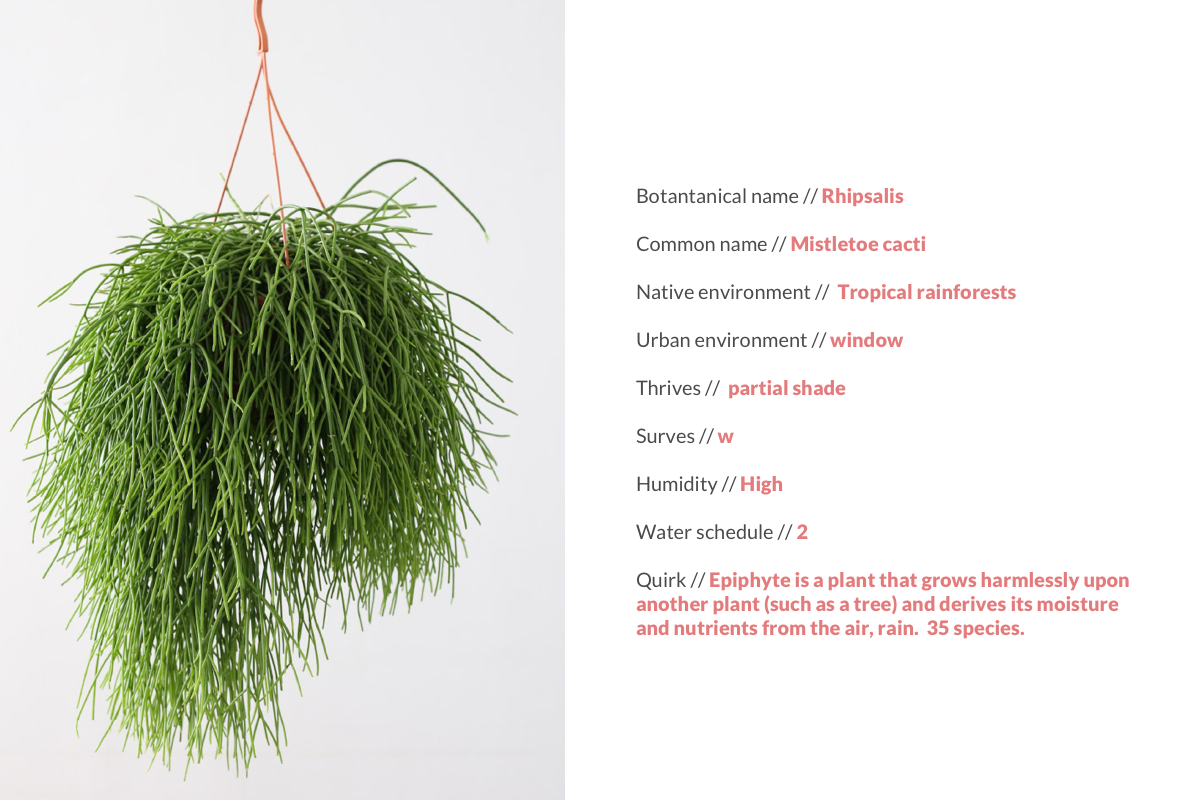 Botantanical name // Rhipsalis
Common name // Mistletoe cacti
Native environment // Tropical rainforests
Urban environment // window
Thrives // partial shade
Surves // w
Humidity // High
Water schedule // 2
Quirk // Epiphyte is a plant that grows harmlessly upon
another plant (such as a tree) and derives its moisture
and nutrients from the air, rain. 35 species.